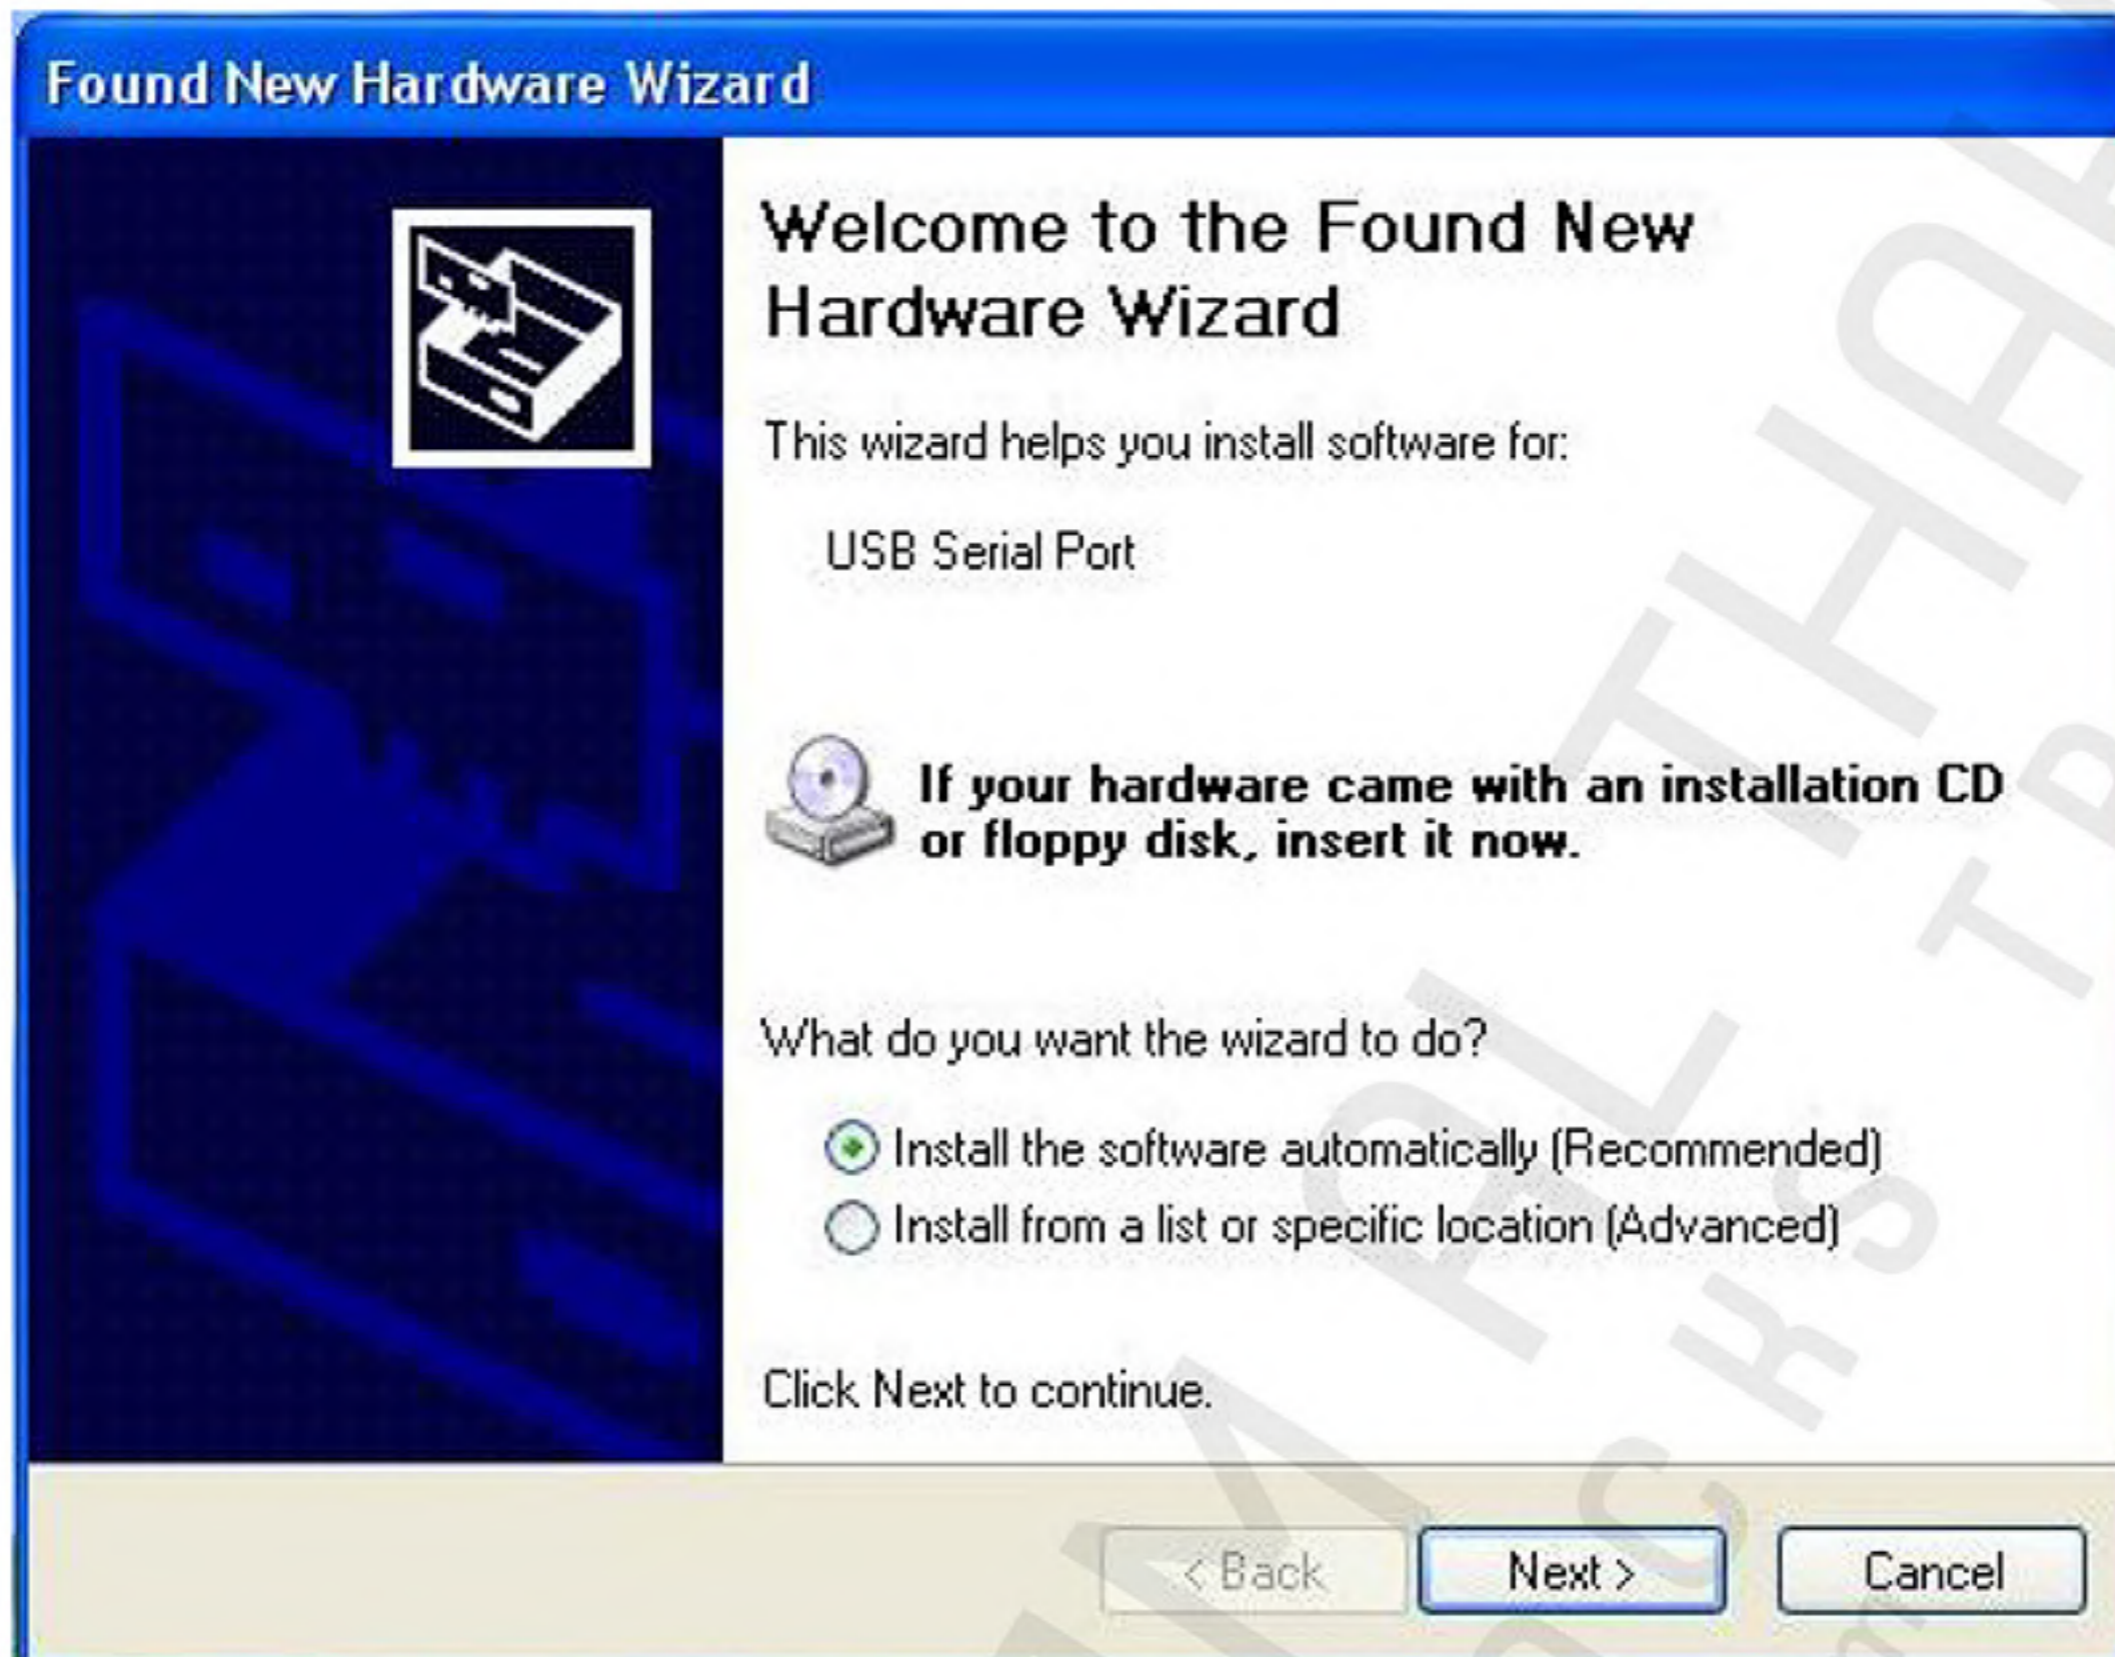 Found New Hardware Wizard
Welcome to the Found New
Hardware Wizard
This wizard helps you install software for:
USB Serial Port
If your hardware came with an installation CD
or floppy disk, insert it now.
What do you want the wizard to do?
Install the software automatically (Recommended)
Install from a list or specific location (Advanced)
Click Next to continue.
< Back
Next >
Cancel